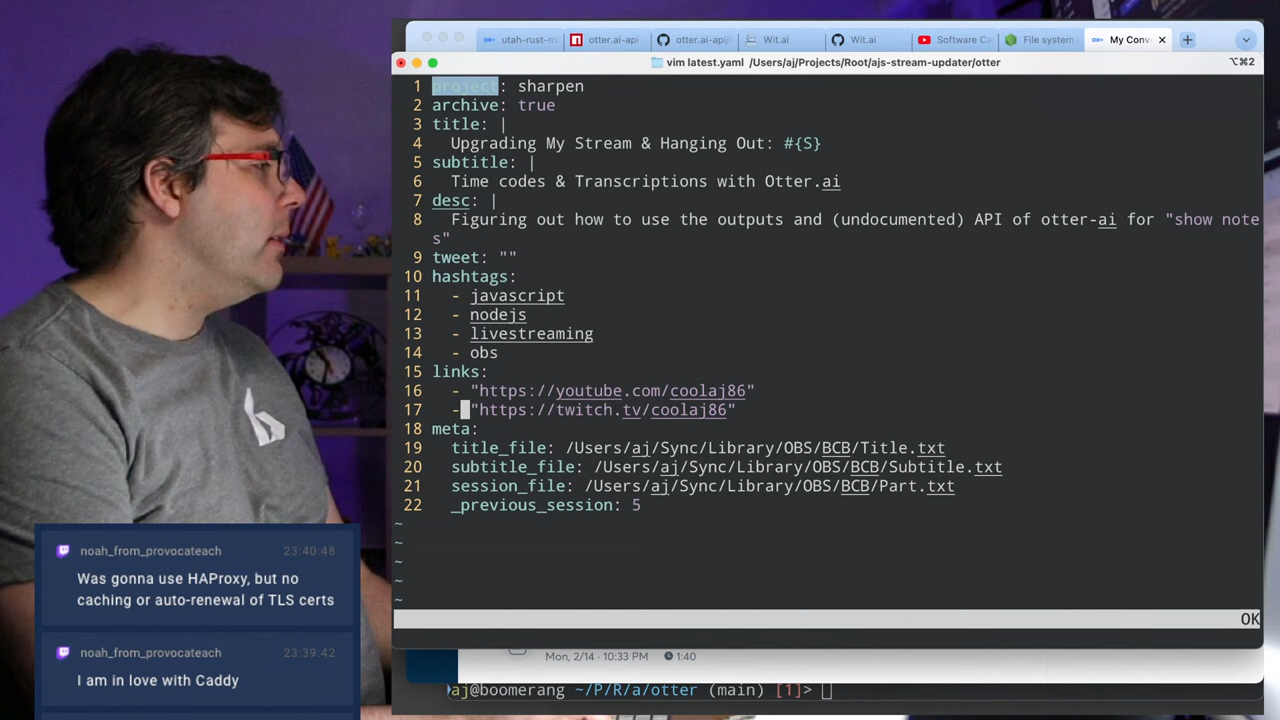 utah-rust-m
otter.ai-api
otter.ai-api/
Wit.ai
Wit.ai
Software Ca
File system
My Conv
vim latest.yaml /Users/aj/Projects/Root/ajs-stream-updater/otter
⌥⌘2
1 project: sharpen
2 archive: true
3 title: |
4 Upgrading My Stream & Hanging Out: #{S}
5 subtitle: |
6 Time codes & Transcriptions with Otter.ai
7 desc: |
8 Figuring out how to use the outputs and (undocumented) API of otter-ai for "show note
s"
9 tweet: ""
10 hashtags:
11 - javascript
12 - nodejs
13 - livestreaming
14 - obs
15 links:
16 - "https://youtube.com/coolaj86"
17 - "https://twitch.tv/coolaj86"
18 meta:
19 title_file: /Users/aj/Sync/Library/OBS/BCB/Title.txt
20 subtitle_file: /Users/aj/Sync/Library/OBS/BCB/Subtitle.txt
21 session_file: /Users/aj/Sync/Library/OBS/BCB/Part.txt
22 _previous_session: 5
~
~
~
~
~
OK
Mon, 2/14 · 10:33 PM 1:40
aj@boomerang ~/P/R/a/otter (main) [1]>
noah_from_provocateach 23:40:48
Was gonna use HAProxy, but no
caching or auto-renewal of TLS certs
noah_from_provocateach 23:39:42
I am in love with Caddy